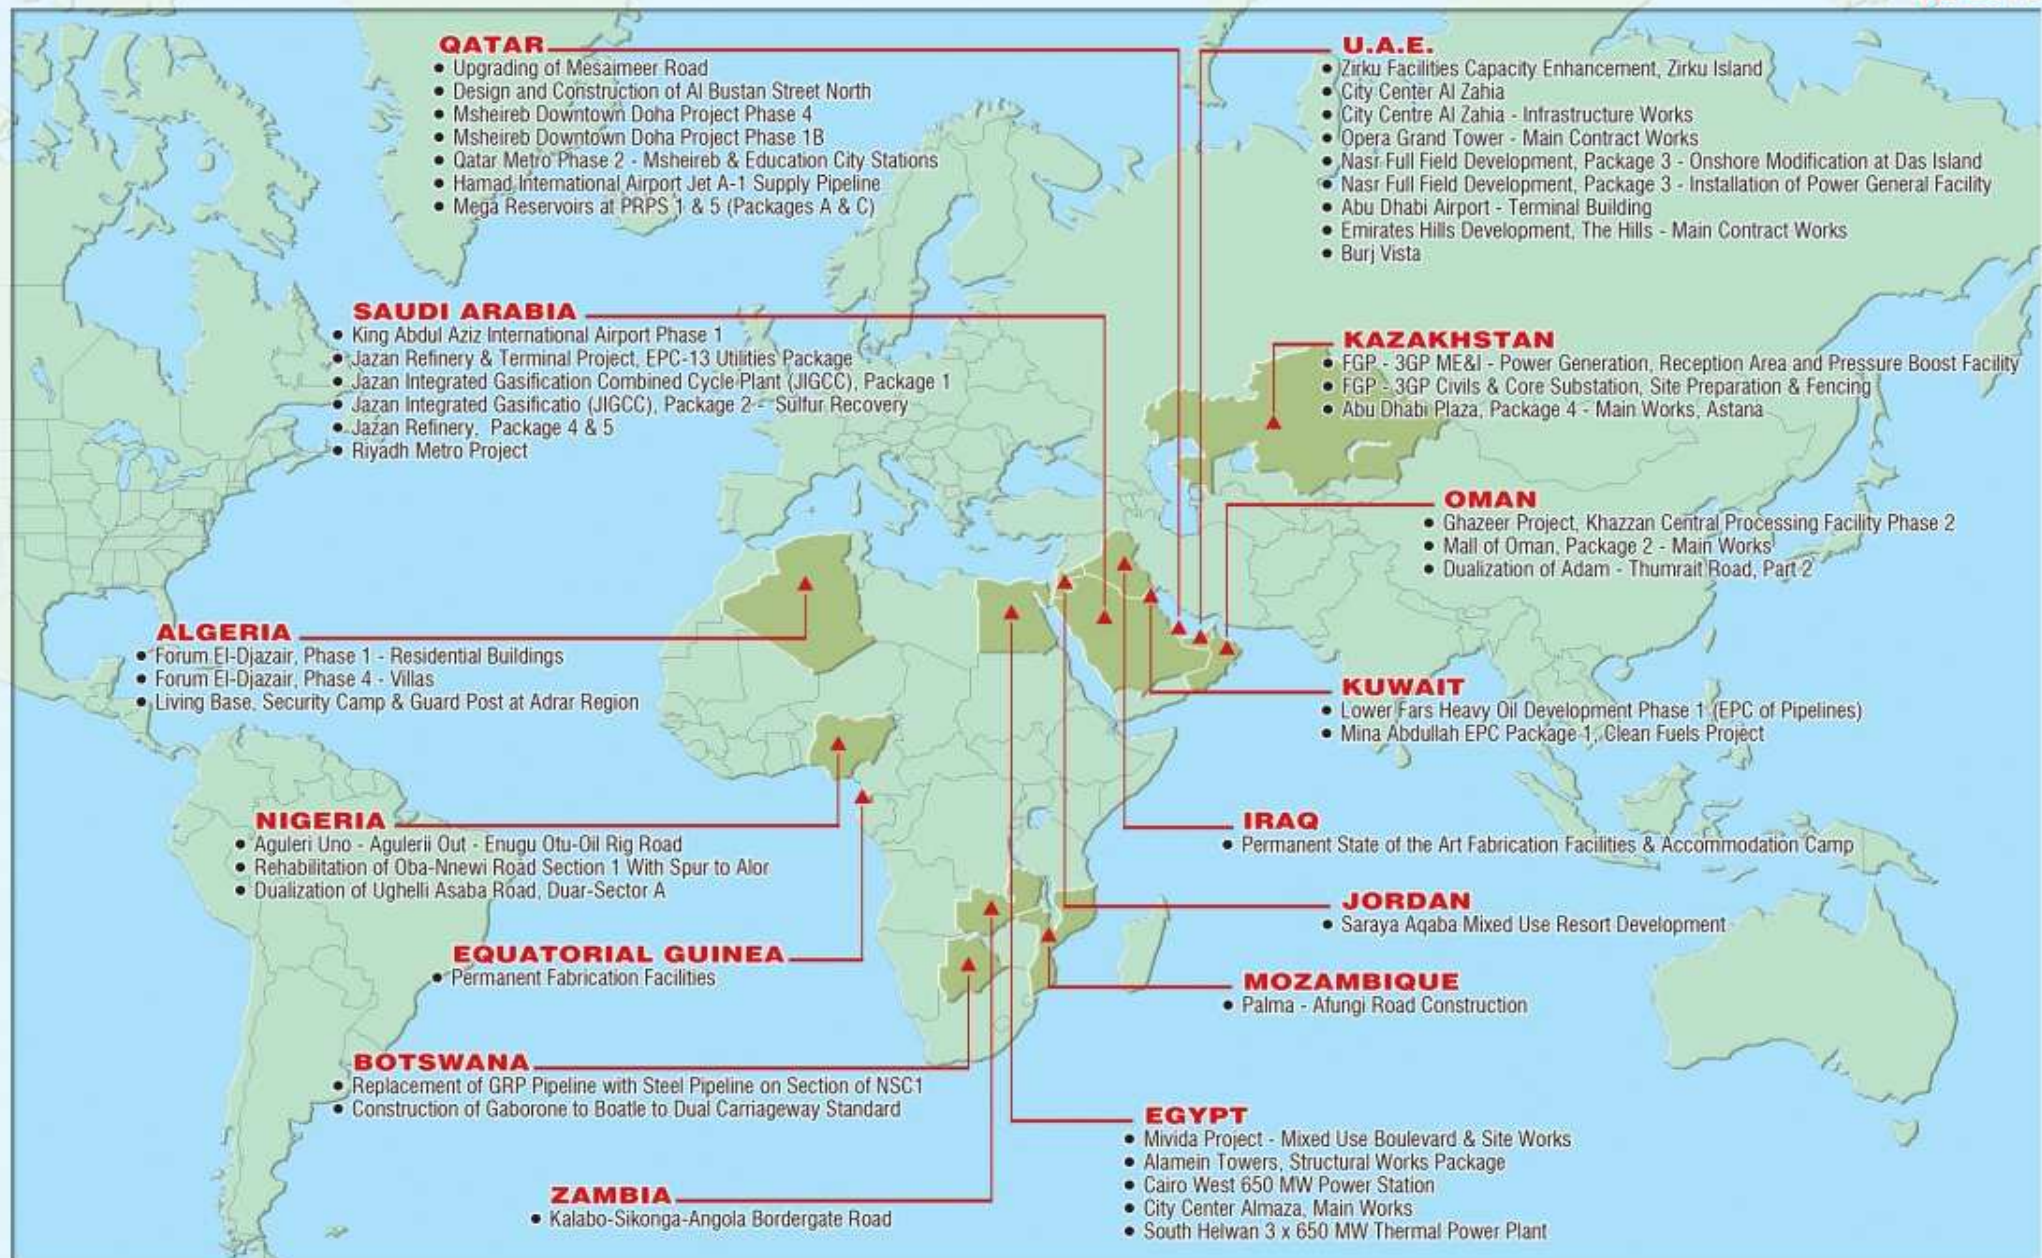 QATAR
• Upgrading of Mesaimeer Road
• Design and Construction of Al Bustan Street North
• Msheireb Downtown Doha Project Phase 4
• Msheireb Downtown Doha Project Phase 1B
• Qatar Metro Phase 2 - Msheireb & Education City Stations
• Hamad International Airport Jet A-1 Supply Pipeline
• Mega Reservoirs at PRPS 1 & 5 (Packages A & C)
U.A.E.
• Zirku Facilities Capacity Enhancement, Zirku Island
• City Center Al Zahia
• City Centre Al Zahia - Infrastructure Works
• Opera Grand Tower - Main Contract Works
• Nasr Full Field Development, Package 3 - Onshore Modification at Das Island
• Nasr Full Field Development, Package 3 - Installation of Power General Facility
• Abu Dhabi Airport - Terminal Building
• Emirates Hills Development, The Hills - Main Contract Works
• Burj Vista
SAUDI ARABIA
• King Abdul Aziz International Airport Phase 1
• Jazan Refinery & Terminal Project, EPC-13 Utilities Package
• Jazan Integrated Gasification Combined Cycle Plant (JIGCC), Package 1
• Jazan Integrated Gasificatio (JIGCC), Package 2 - Sulfur Recovery
• Jazan Refinery, Package 4 & 5
• Riyadh Metro Project
KAZAKHSTAN
• FGP - 3GP ME&I - Power Generation, Reception Area and Pressure Boost Facility
• FGP - 3GP Civils & Core Substation, Site Preparation & Fencing
• Abu Dhabi Plaza, Package 4 - Main Works, Astana
OMAN
• Ghazeer Project, Khazzan Central Processing Facility Phase 2
• Mall of Oman, Package 2 - Main Works
• Dualization of Adam - Thumrait Road, Part 2
ALGERIA
• Forum El-Djazair, Phase 1 - Residential Buildings
• Forum El-Djazair, Phase 4 - Villas
• Living Base, Security Camp & Guard Post at Adrar Region
KUWAIT
• Lower Fars Heavy Oil Development Phase 1 (EPC of Pipelines)
• Mina Abdullah EPC Package 1, Clean Fuels Project
NIGERIA
• Aguleri Uno - Agulerii Out - Enugu Otu-Oil Rig Road
• Rehabilitation of Oba-Nnewi Road Section 1 With Spur to Alor
• Dualization of Ughelli Asaba Road, Duar-Sector A
IRAQ
• Permanent State of the Art Fabrication Facilities & Accommodation Camp
JORDAN
• Saraya Aqaba Mixed Use Resort Development
EQUATORIAL GUINEA
• Permanent Fabrication Facilities
MOZAMBIQUE
• Palma - Afungi Road Construction
BOTSWANA
• Replacement of GRP Pipeline with Steel Pipeline on Section of NSC1
• Construction of Gaborone to Boatle to Dual Carriageway Standard
EGYPT
• Mivida Project - Mixed Use Boulevard & Site Works
• Alamein Towers, Structural Works Package
• Cairo West 650 MW Power Station
• City Center Almaza, Main Works
• South Helwan 3 x 650 MW Thermal Power Plant
ZAMBIA
• Kalabo-Sikonga-Angola Bordergate Road